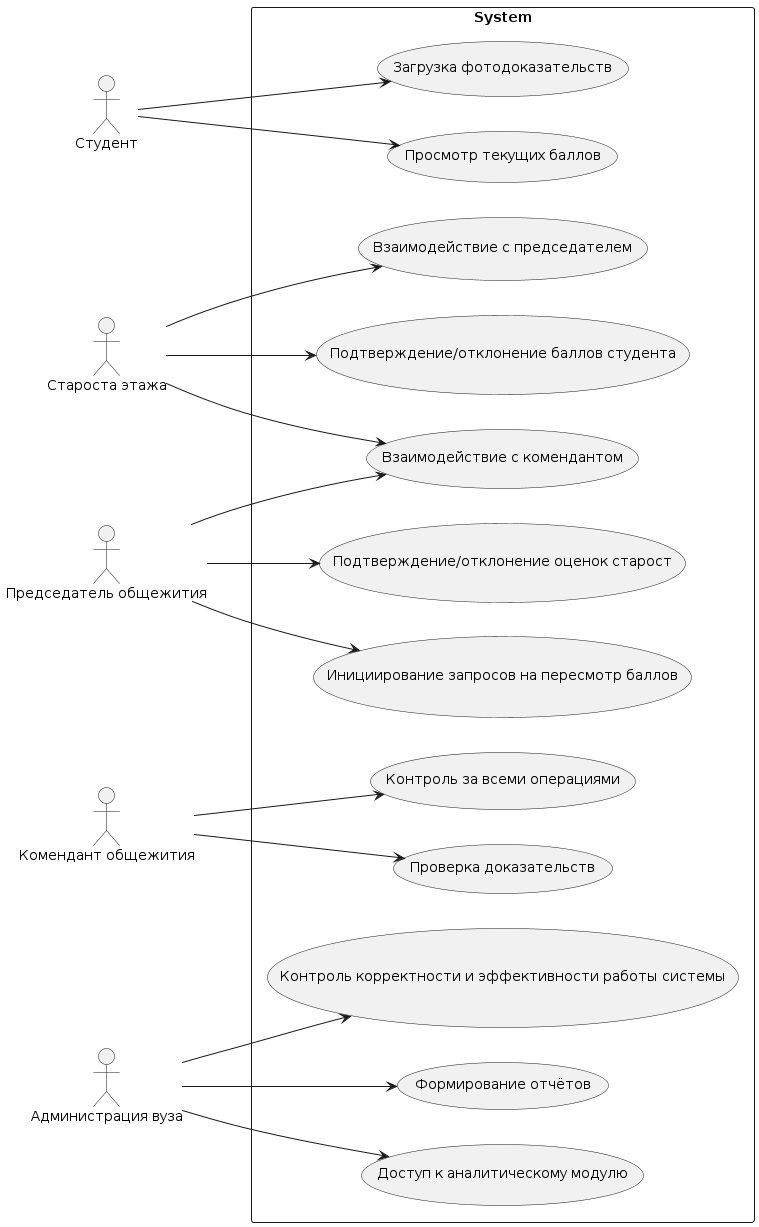 System
Загрузка фотодоказательств
Студент
Просмотр текущих баллов
Взаимодействие с председателем
Подтверждение/отклонение баллов студента
Староста этажа
Взаимодействие с комендантом
Подтверждение/отклонение оценок старост
Председатель общежития
Инициирование запросов на пересмотр баллов
Контроль за всеми операциями
Комендант общежития
Проверка доказательств
Контроль корректности и эффективности работы системы
Формирование отчётов
Администрация вуза
Доступ к аналитическому модулю